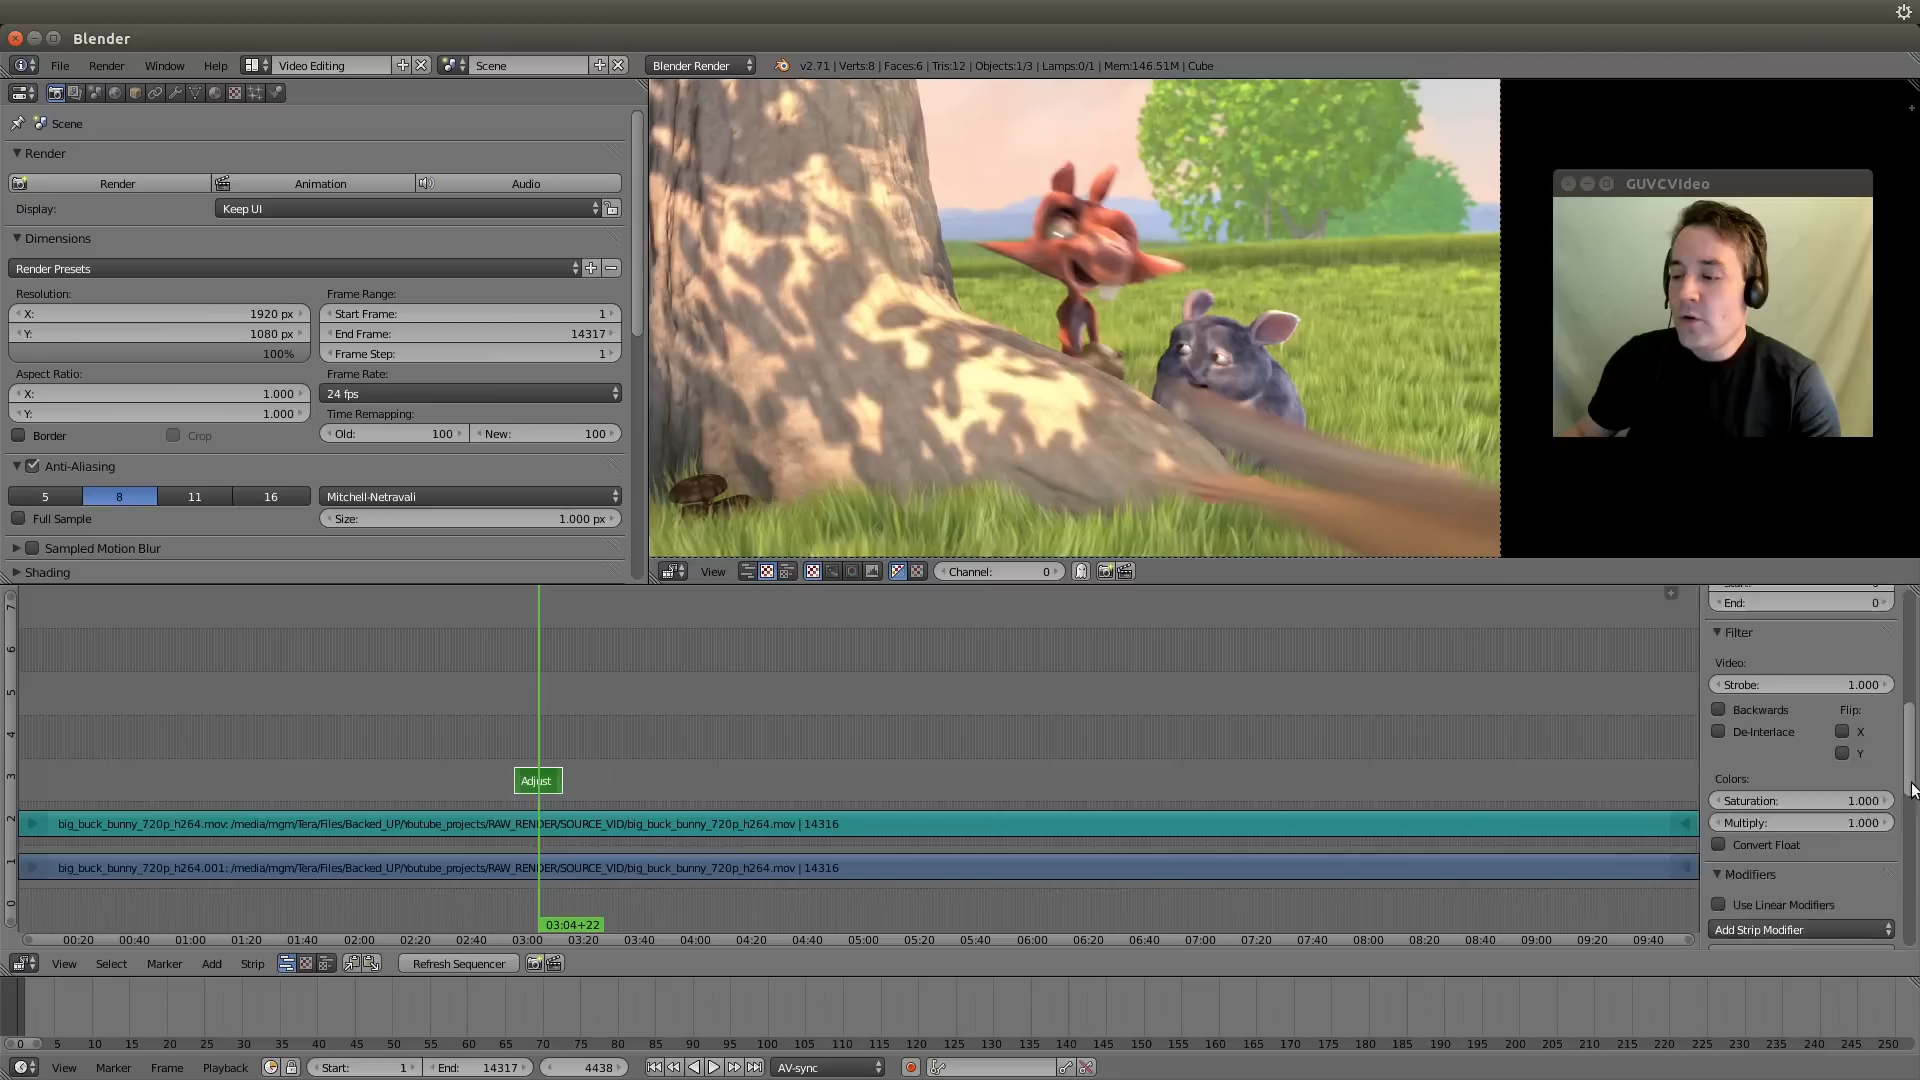 Blender
File Render Window Help Video Editing Scene Blender Render v2.71 | Verts:8 | Faces:6 | Tris:12 | Objects:1/3 | Lamps:0/1 | Mem:146.51M | Cube
Scene
Render
Render Animation Audio
Display: Keep UI
Dimensions
Render Presets
Resolution: Frame Range:
X: 1920 px Start Frame: 1
Y: 1080 px End Frame: 14317
100% Frame Step: 1
Aspect Ratio: Frame Rate:
X: 1.000 24 fps
Y: 1.000 Time Remapping:
Border Crop Old: 100 New: 100
Anti-Aliasing
5 8 11 16 Mitchell-Netravali
Full Sample Size: 1.000 px
Sampled Motion Blur
Shading
GUVCVIdeo
View Channel: 0
7
6
5
4
3
2
1
0
Adjust
big_buck_bunny_720p_h264.mov: /media/mgm/Tera/Files/Backed_UP/Youtube_projects/RAW_RENDER/SOURCE_VID/big_buck_bunny_720p_h264.mov | 14316
big_buck_bunny_720p_h264.001: /media/mgm/Tera/Files/Backed_UP/Youtube_projects/RAW_RENDER/SOURCE_VID/big_buck_bunny_720p_h264.mov | 14316
03:04+22
00:20 00:40 01:00 01:20 01:40 02:00 02:20 02:40 03:00 03:20 03:40 04:00 04:20 04:40 05:00 05:20 05:40 06:00 06:20 06:40 07:00 07:20 07:40 08:00 08:20 08:40 09:00 09:20 09:40
End: 0
Filter
Video:
Strobe: 1.000
Backwards Flip:
De-Interlace X
Y
Colors:
Saturation: 1.000
Multiply: 1.000
Convert Float
Modifiers
Use Linear Modifiers
Add Strip Modifier
View Select Marker Add Strip Refresh Sequencer
0 5 10 15 20 25 30 35 40 45 50 55 60 65 70 75 80 85 90 95 100 105 110 115 120 125 130 135 140 145 150 155 160 165 170 175 180 185 190 195 200 205 210 215 220 225 230 235 240 245 250
View Marker Frame Playback Start: 1 End: 14317 4438 AV-sync